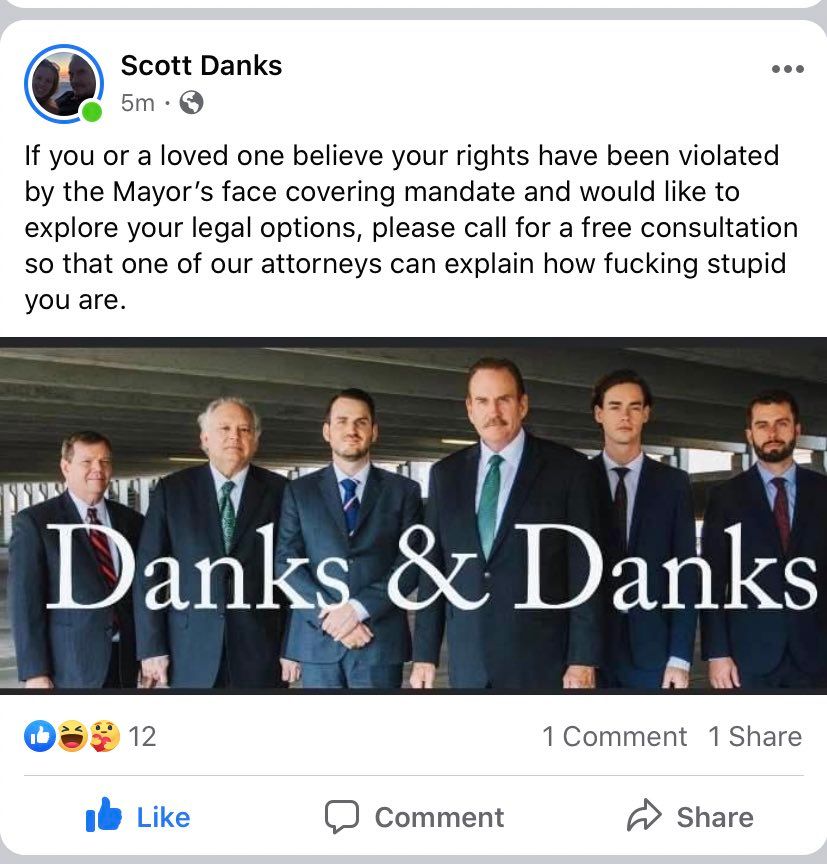 Scott Danks
5m ·
If you or a loved one believe your rights have been violated
by the Mayor’s face covering mandate and would like to
explore your legal options, please call for a free consultation
so that one of our attorneys can explain how fucking stupid
you are.
Danks & Danks
12
1 Comment 1 Share
Like Comment Share